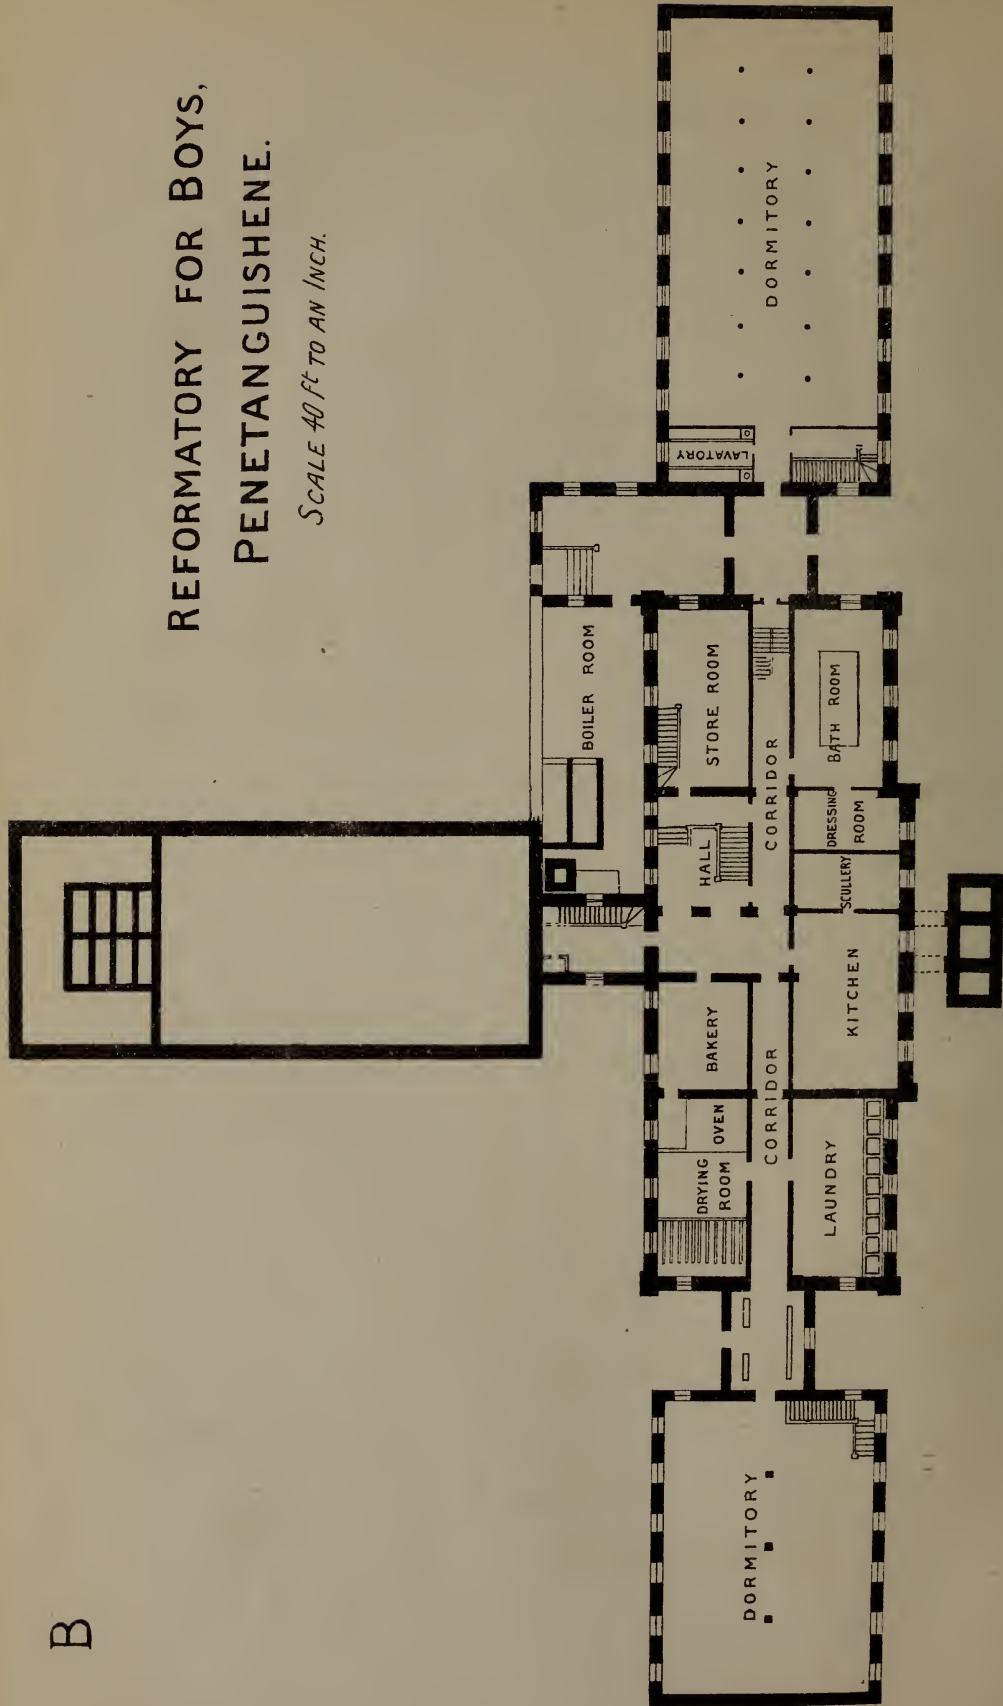 B
REFORMATORY FOR BOYS,
PENETANGUISHENE.
SCALE 40 Ft TO AN INCH.
DORMITORY
LAVATORY
BOILER ROOM
STORE ROOM
BATH ROOM
CORRIDOR
HALL
DRESSING
ROOM
SCULLERY
KITCHEN
BAKERY
CORRIDOR
OVEN
DRYING
ROOM
LAUNDRY
DORMITORY